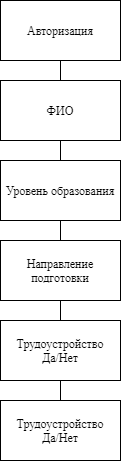 Авторизация
ФИО
Уровень образования
Направление
подготовки
Трудоустройство
Да/Нет
Трудоустройство
Да/Нет